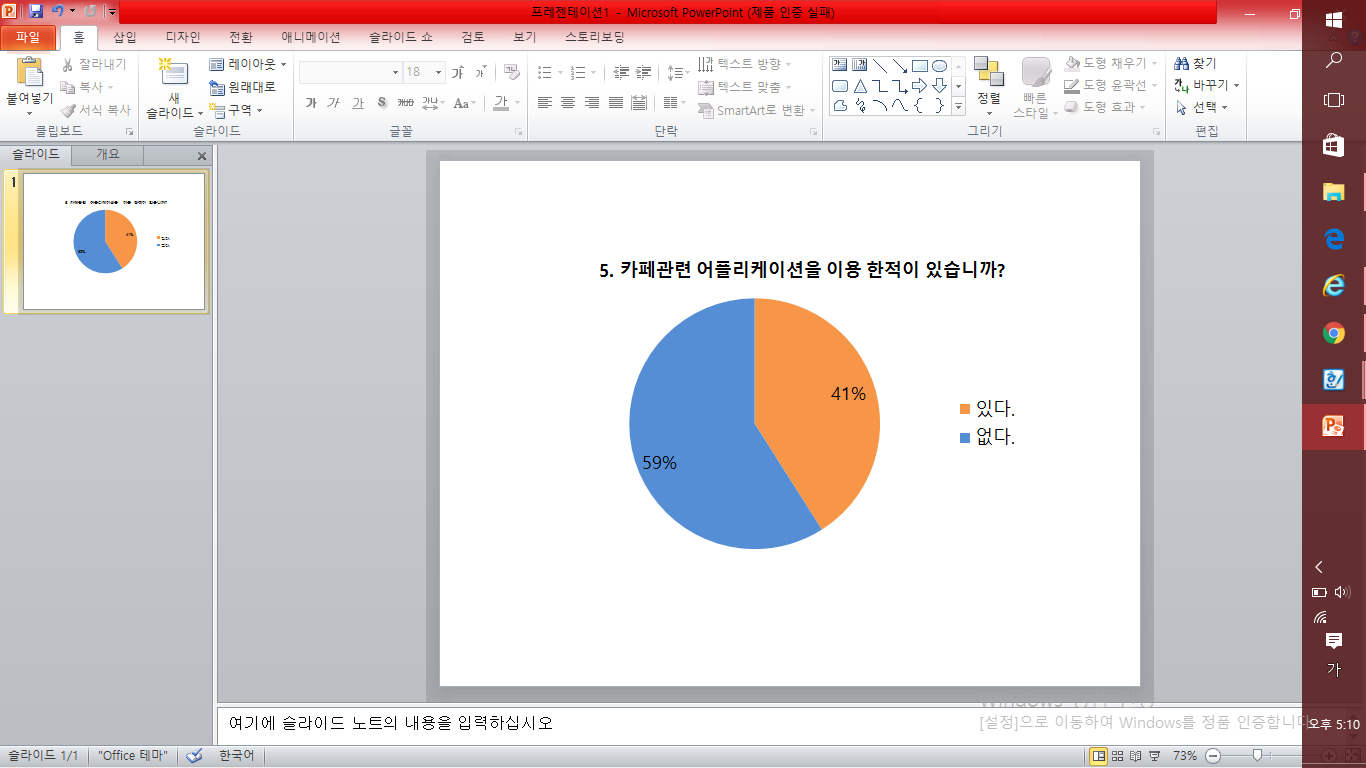 프레젠테이션1 - Microsoft PowerPoint (제품 인증 실패)
파일 홈 삽입 디자인 전환 애니메이션 슬라이드 쇼 검토 보기 스토리보딩
붙여넣기
잘라내기
복사
서식 복사
클립보드
새
슬라이드
레이아웃
원래대로
구역
슬라이드
18
가 가
가 가 가 S 가나다 가나 Aa 가
글꼴
텍스트 방향
텍스트 맞춤
SmartArt로 변환
단락
정렬
빠른
스타일
도형 채우기
도형 윤곽선
도형 효과
그리기
찾기
바꾸기
선택
편집
슬라이드 개요
1
5. 카페관련 어플리케이션을 이용 한적이 있습니까?
41%
59%
있다.
없다.
여기에 슬라이드 노트의 내용을 입력하십시오
[설정]으로 이동하여 Windows를 정품 인증합니다
슬라이드 1/1 "Office 테마" 한국어
73%
가
오후 5:10